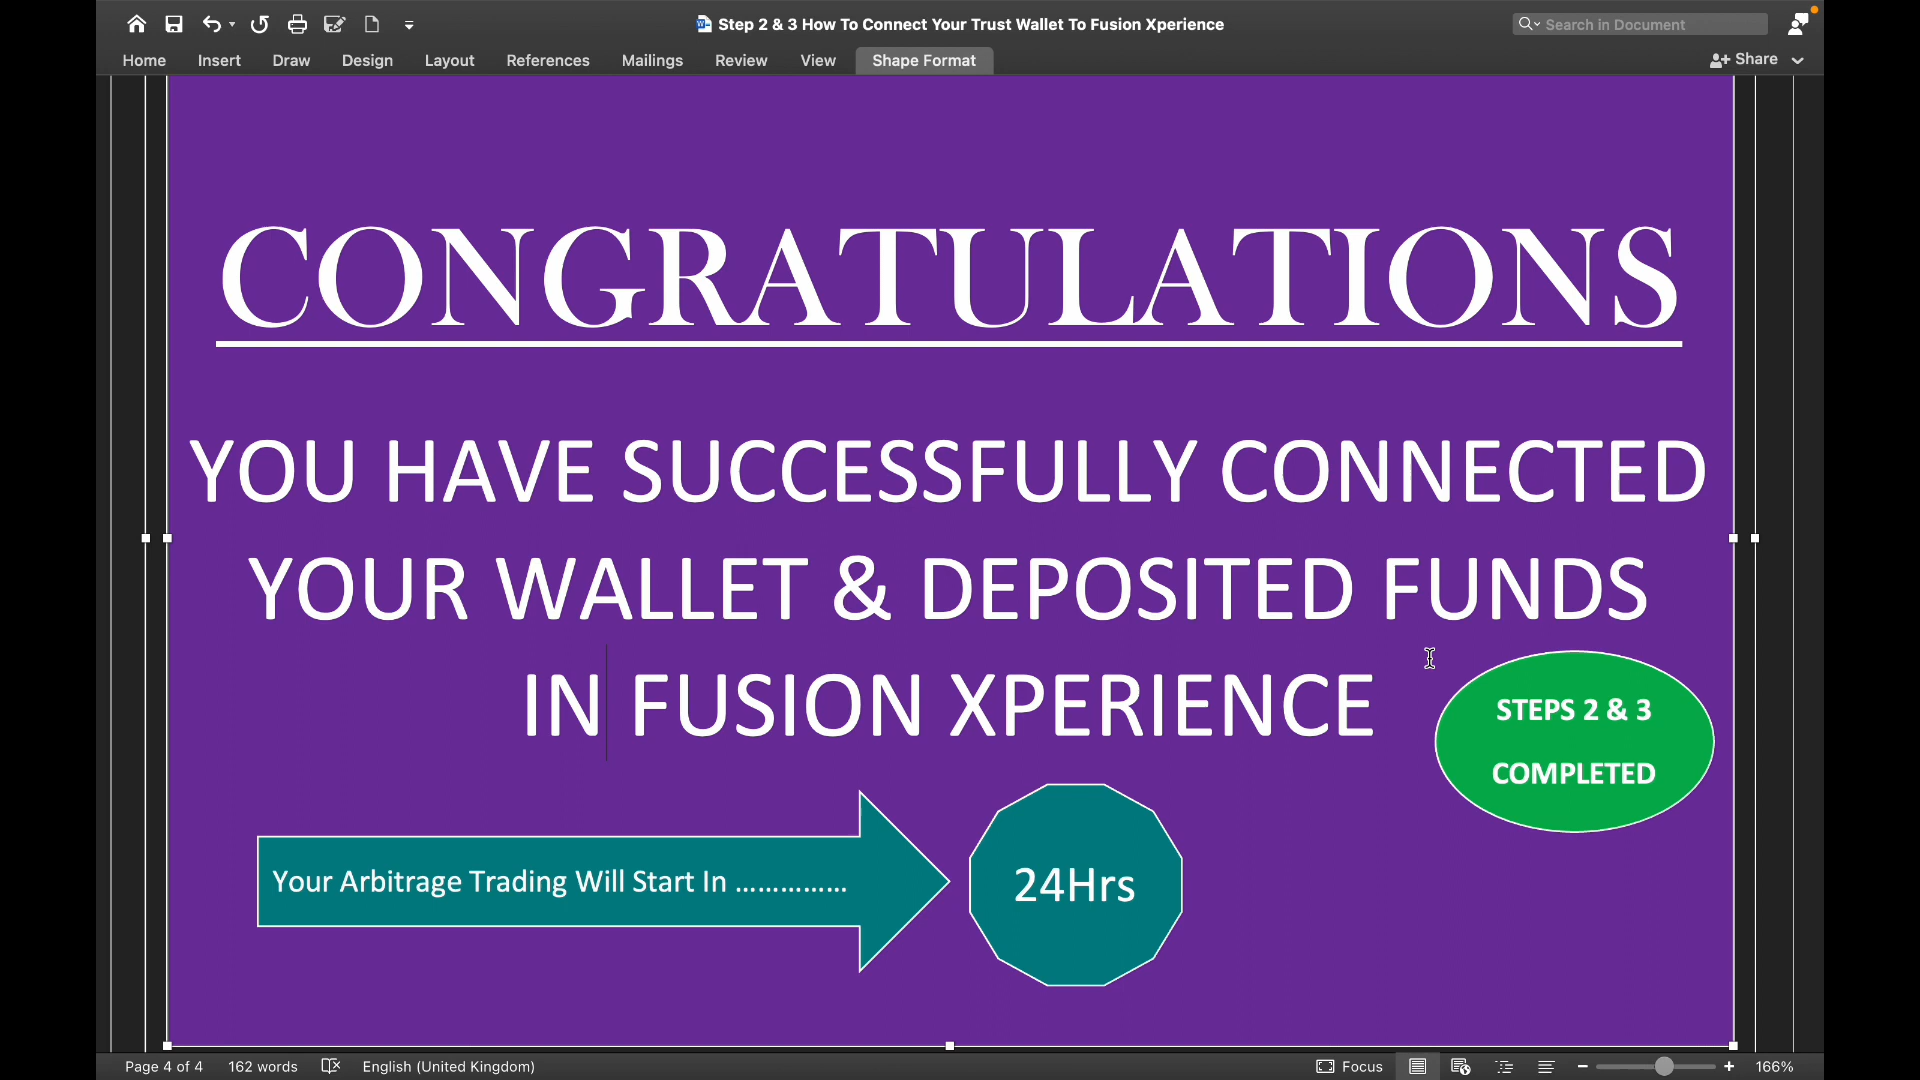 Step 2 & 3 How To Connect Your Trust Wallet To Fusion Xperience
Search in Document
Home Insert Draw Design Layout References Mailings Review View Shape Format Share
CONGRATULATIONS
YOU HAVE SUCCESSFULLY CONNECTED
YOUR WALLET & DEPOSITED FUNDS
IN FUSION XPERIENCE
STEPS 2 & 3
COMPLETED
Your Arbitrage Trading Will Start In ...............
24Hrs
Page 4 of 4 162 words English (United Kingdom) Focus 166%